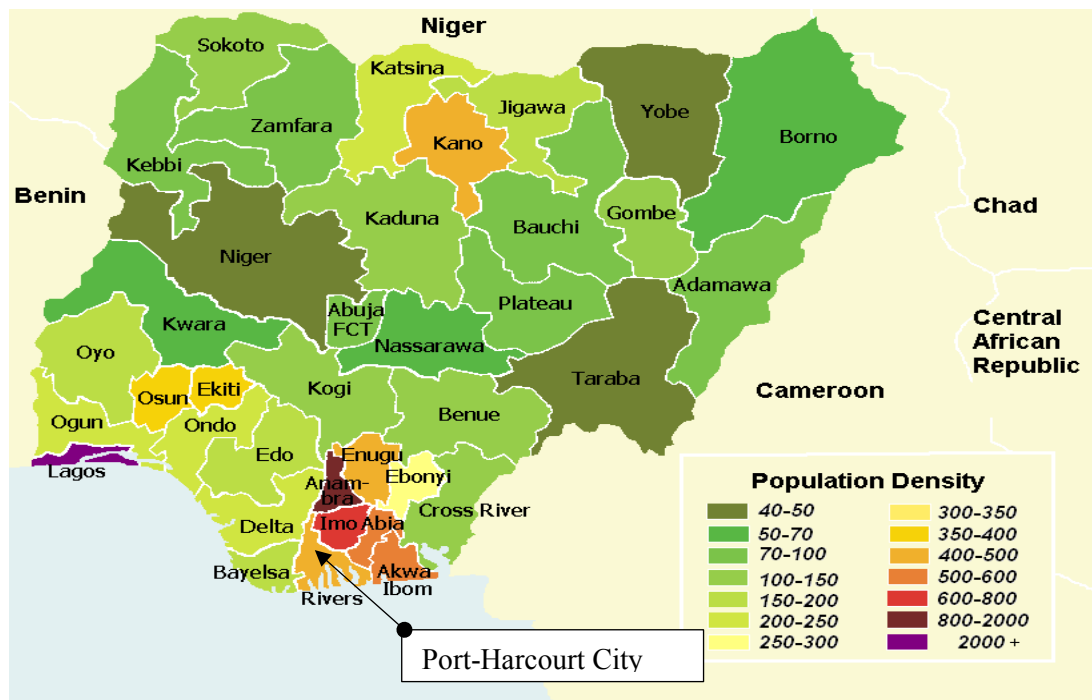 Niger
Sokoto
Katsina
Jigawa
Yobe
Borno
Zamfara
Kano
Kebbi
Benin
Chad
Kaduna
Gombe
Bauchi
Niger
Adamawa
Plateau
Abuja
FCT
Kwara
Nassarawa
Central
African
Republic
Oyo
Taraba
Cameroon
Osun
Ekiti
Kogi
Benue
Ogun
Ondo
Edo
Enugu
Lagos
Ebonyi
Anam-
bra
Cross River
Delta
Imo
Abia
Bayelsa
Akwa
Ibom
Rivers
Population Density
40-50
50-70
70-100
100-150
150-200
200-250
250-300
300-350
350-400
400-500
500-600
600-800
800-2000
2000 +
Port-Harcourt City